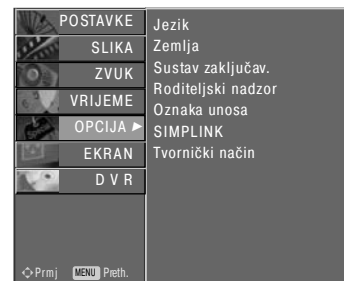 POSTAVKE
SLIKA
ZVUK
VRIJEME
OPCIJA ►
EKRAN
D V R
Prmj MENU Preth.
Jezik
Zemlja
Sustav zaključav.
Roditeljski nadzor
Oznaka unosa
SIMPLINK
Tvornički način